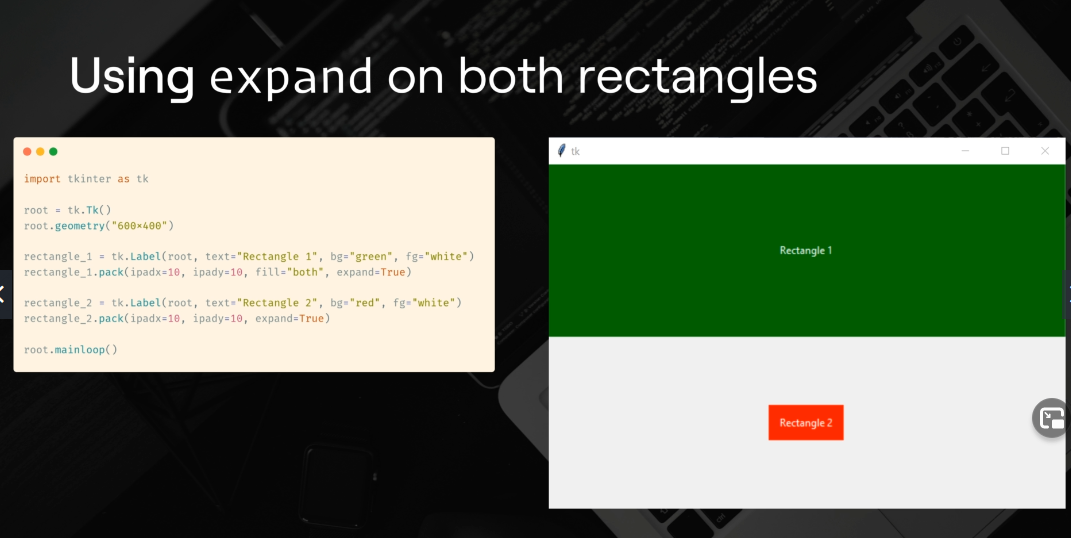 Using expand on both rectangles
import tkinter as tk
root = tk.Tk()
root.geometry("600×400")
rectangle_1 = tk.Label(root, text="Rectangle 1", bg="green", fg="white")
rectangle_1.pack(ipadx=10, ipady=10, fill="both", expand=True)
rectangle_2 = tk.Label(root, text="Rectangle 2", bg="red", fg="white")
rectangle_2.pack(ipadx=10, ipady=10, expand=True)
root.mainloop()
tk
Rectangle 1
Rectangle 2